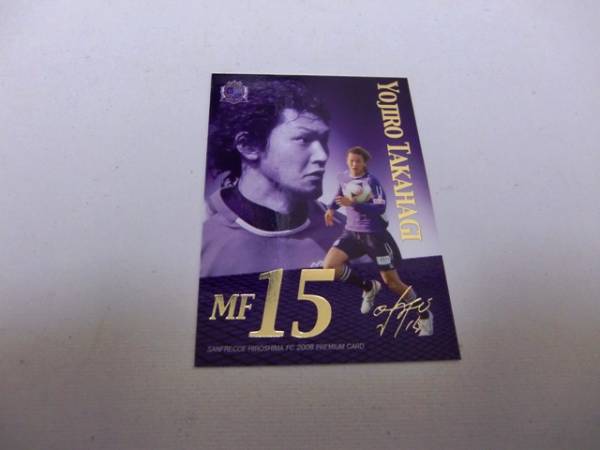 YOJIRO TAKAHAGI
MF 15
SANFRECCE HIROSHIMA FC 2008 PREMIUM CARD